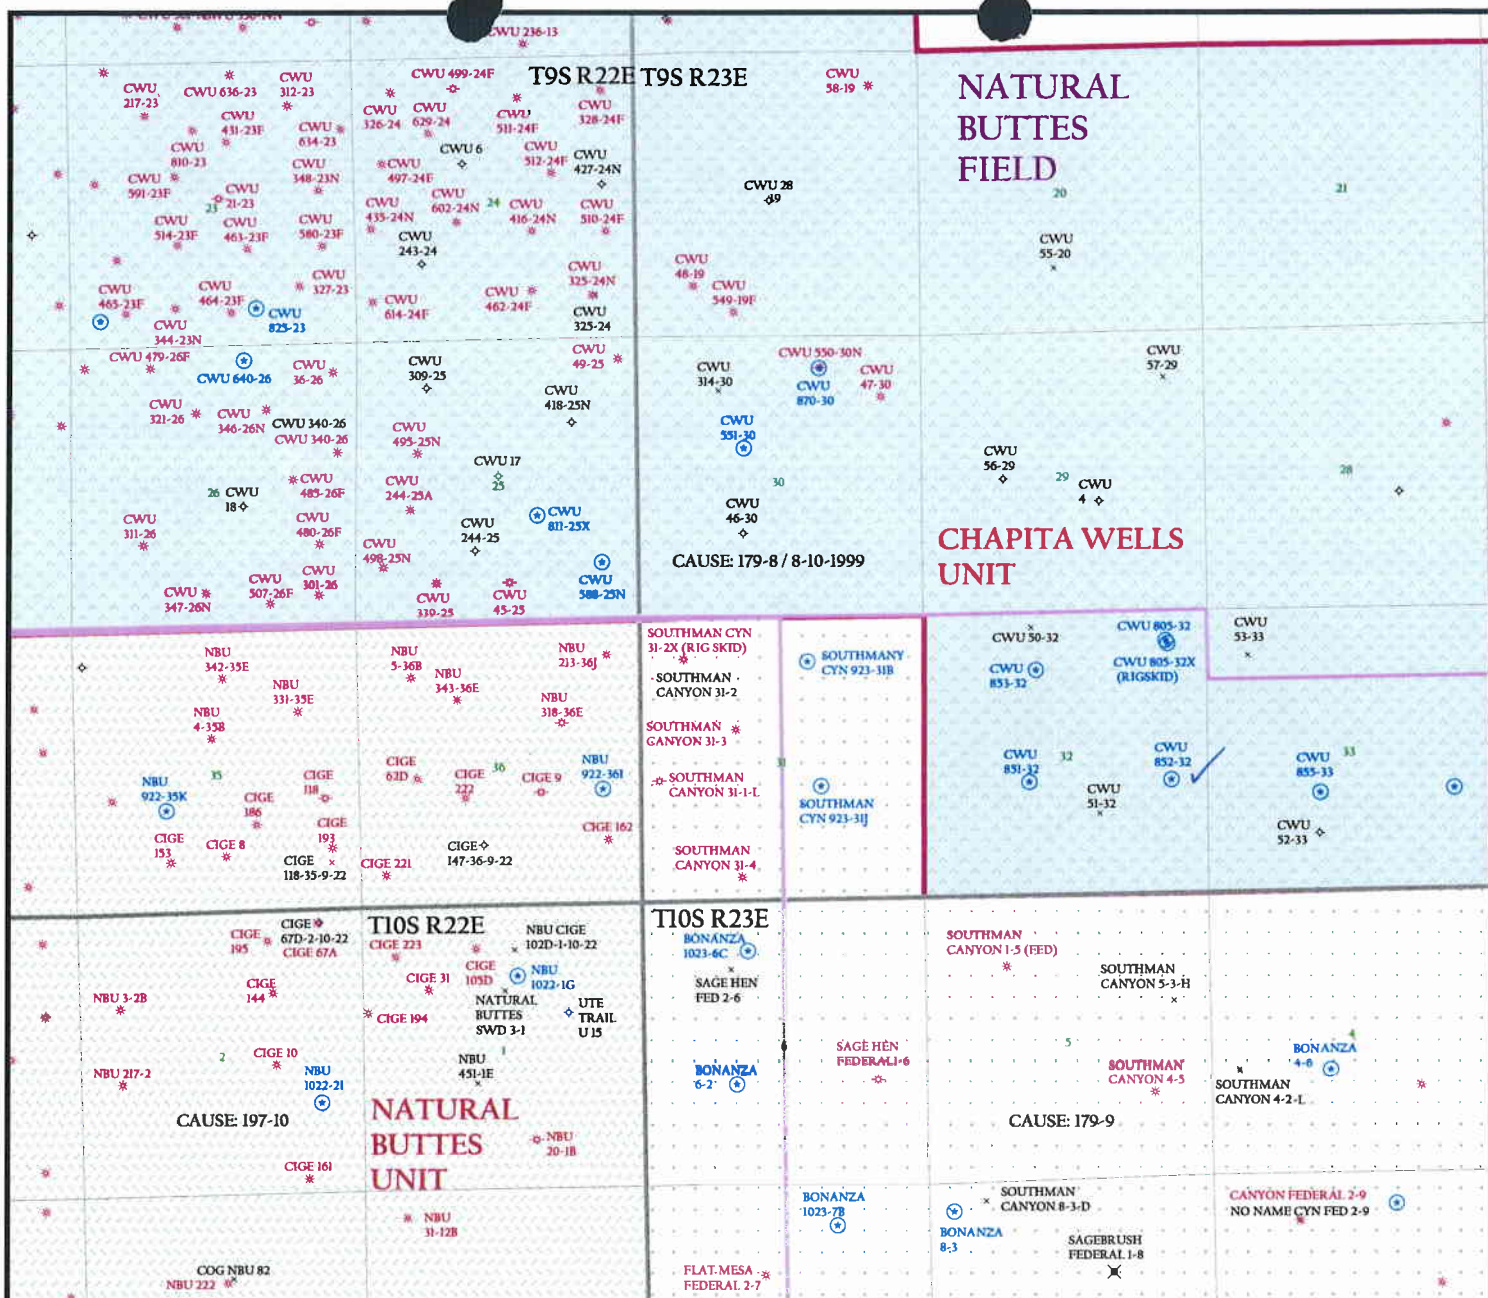 CWU 236-13
T9S R22E
T9S R23E
NATURAL
BUTTES
FIELD
CWU
217-23
CWU 636-23
CWU
312-23
CWU 499-24F
CWU
58-19
CWU
431-23F
CWU
634-23
CWU
326-24
CWU
629-24
CWU
511-24F
CWU
328-24F
CWU
810-23
CWU
348-23N
CWU 6
CWU
497-24F
CWU
512-24F
CWU
427-24N
CWU
591-23F
CWU
21-23
23
CWU
435-24N
CWU
602-24N
24
CWU
416-24N
CWU
510-24F
CWU 28
19
20
21
CWU
514-23F
CWU
463-23F
CWU
580-23F
CWU
243-24
CWU
55-20
CWU
465-23F
CWU
464-23F
CWU
327-23
CWU
825-23
CWU
344-23N
CWU
614-24F
CWU
462-24F
CWU
325-24N
CWU
325-24
CWU
48-19
CWU
549-19F
CWU 479-26F
CWU 640-26
CWU
36-26
CWU
309-25
CWU
49-25
CWU
314-30
CWU 550-30N
CWU
870-30
CWU
47-30
CWU
57-29
CWU
321-26
CWU
346-26N
CWU 340-26
CWU 340-26
CWU
418-25N
CWU
495-25N
CWU
551-30
CWU 17
25
CWU
56-29
29
CWU
4
28
26
CWU
18
CWU
485-26F
CWU
244-25A
30
CWU
311-26
CWU
480-26F
CWU
244-25
CWU
811-25X
CWU
46-30
CWU
498-25N
CAUSE: 179-8 / 8-10-1999
CHAPITA WELLS
UNIT
CWU
347-26N
CWU
507-26F
CWU
301-26
CWU
339-25
CWU
45-25
CWU
588-25N
NBU
342-35E
NBU
331-35E
NBU
4-35B
NBU
5-36B
NBU
343-36E
NBU
213-36J
NBU
318-36E
SOUTHMAN CYN
31-2X (RIG SKID)
SOUTHMAN
CANYON 31-2
SOUTHMAN
CANYON 31-3
SOUTHMANY
CYN 923-31B
CWU 50-32
CWU
853-32
CWU 805-32
CWU 805-32X
(RIGSKID)
CWU
53-33
35
NBU
922-35K
CIGE
118
CIGE
186
CIGE
193
CIGE
153
CIGE 8
CIGE
118-35-9-22
CIGE
62D
CIGE
222
36
CIGE 9
NBU
922-36I
CIGE 162
CIGE
147-36-9-22
CIGE 221
31
SOUTHMAN
CANYON 31-1-L
SOUTHMAN
CYN 923-31J
SOUTHMAN
CANYON 31-4
CWU
851-32
32
CWU
852-32
CWU
51-32
33
CWU
855-33
CWU
52-33
T10S R22E
T10S R23E
CIGE
67D-2-10-22
CIGE 67A
CIGE
195
CIGE
144
NBU 3-2B
CIGE 223
CIGE 31
CIGE
105D
NBU CIGE
102D-1-10-22
NBU
1022-1G
NATURAL
BUTTES
SWD 3-1
UTE
TRAIL
U 15
CIGE 194
BONANZA
1023-6C
SAGE HEN
FED 2-6
SOUTHMAN
CANYON 1-5 (FED)
SOUTHMAN
CANYON 5-3-H
2
CIGE 10
NBU
1022-2I
NBU 217-2
CAUSE: 197-10
1
NBU
451-1E
NATURAL
BUTTES
UNIT
NBU
20-1B
BONANZA
6-2
SAGE HEN
FEDERAL1-6
5
SOUTHMAN
CANYON 4-5
4
BONANZA
4-6
SOUTHMAN
CANYON 4-2-L
CAUSE: 179-9
CIGE 161
NBU
31-12B
COG NBU 82
NBU 222
BONANZA
1023-7B
FLAT MESA
FEDERAL 2-7
BONANZA
8-3
SOUTHMAN
CANYON 8-3-D
SAGEBRUSH
FEDERAL 1-8
CANYON FEDERAL 2-9
NO NAME CYN FED 2-9